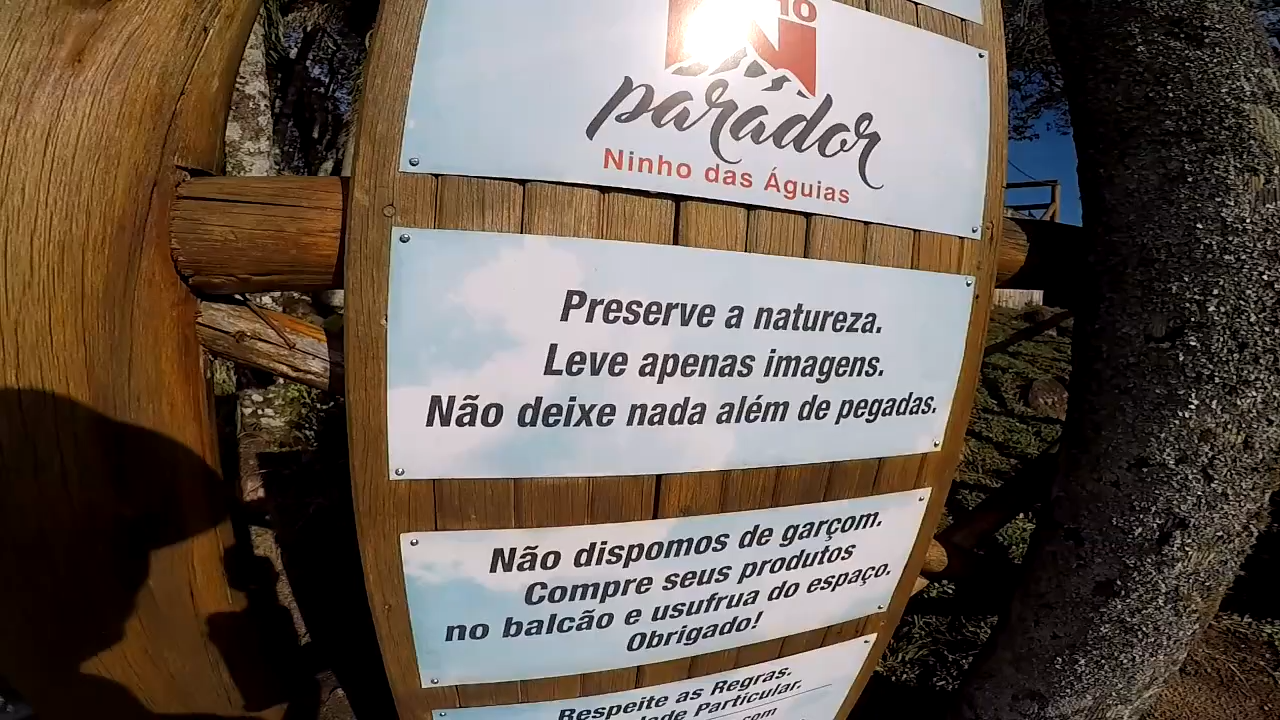 parador
Ninho das Águias
Preserve a natureza.
Leve apenas imagens.
Não deixe nada além de pegadas.
Não dispomos de garçom.
Compre seus produtos
no balcão e usufrua do espaço.
Obrigado!
Respeite as Regras.
Particular.